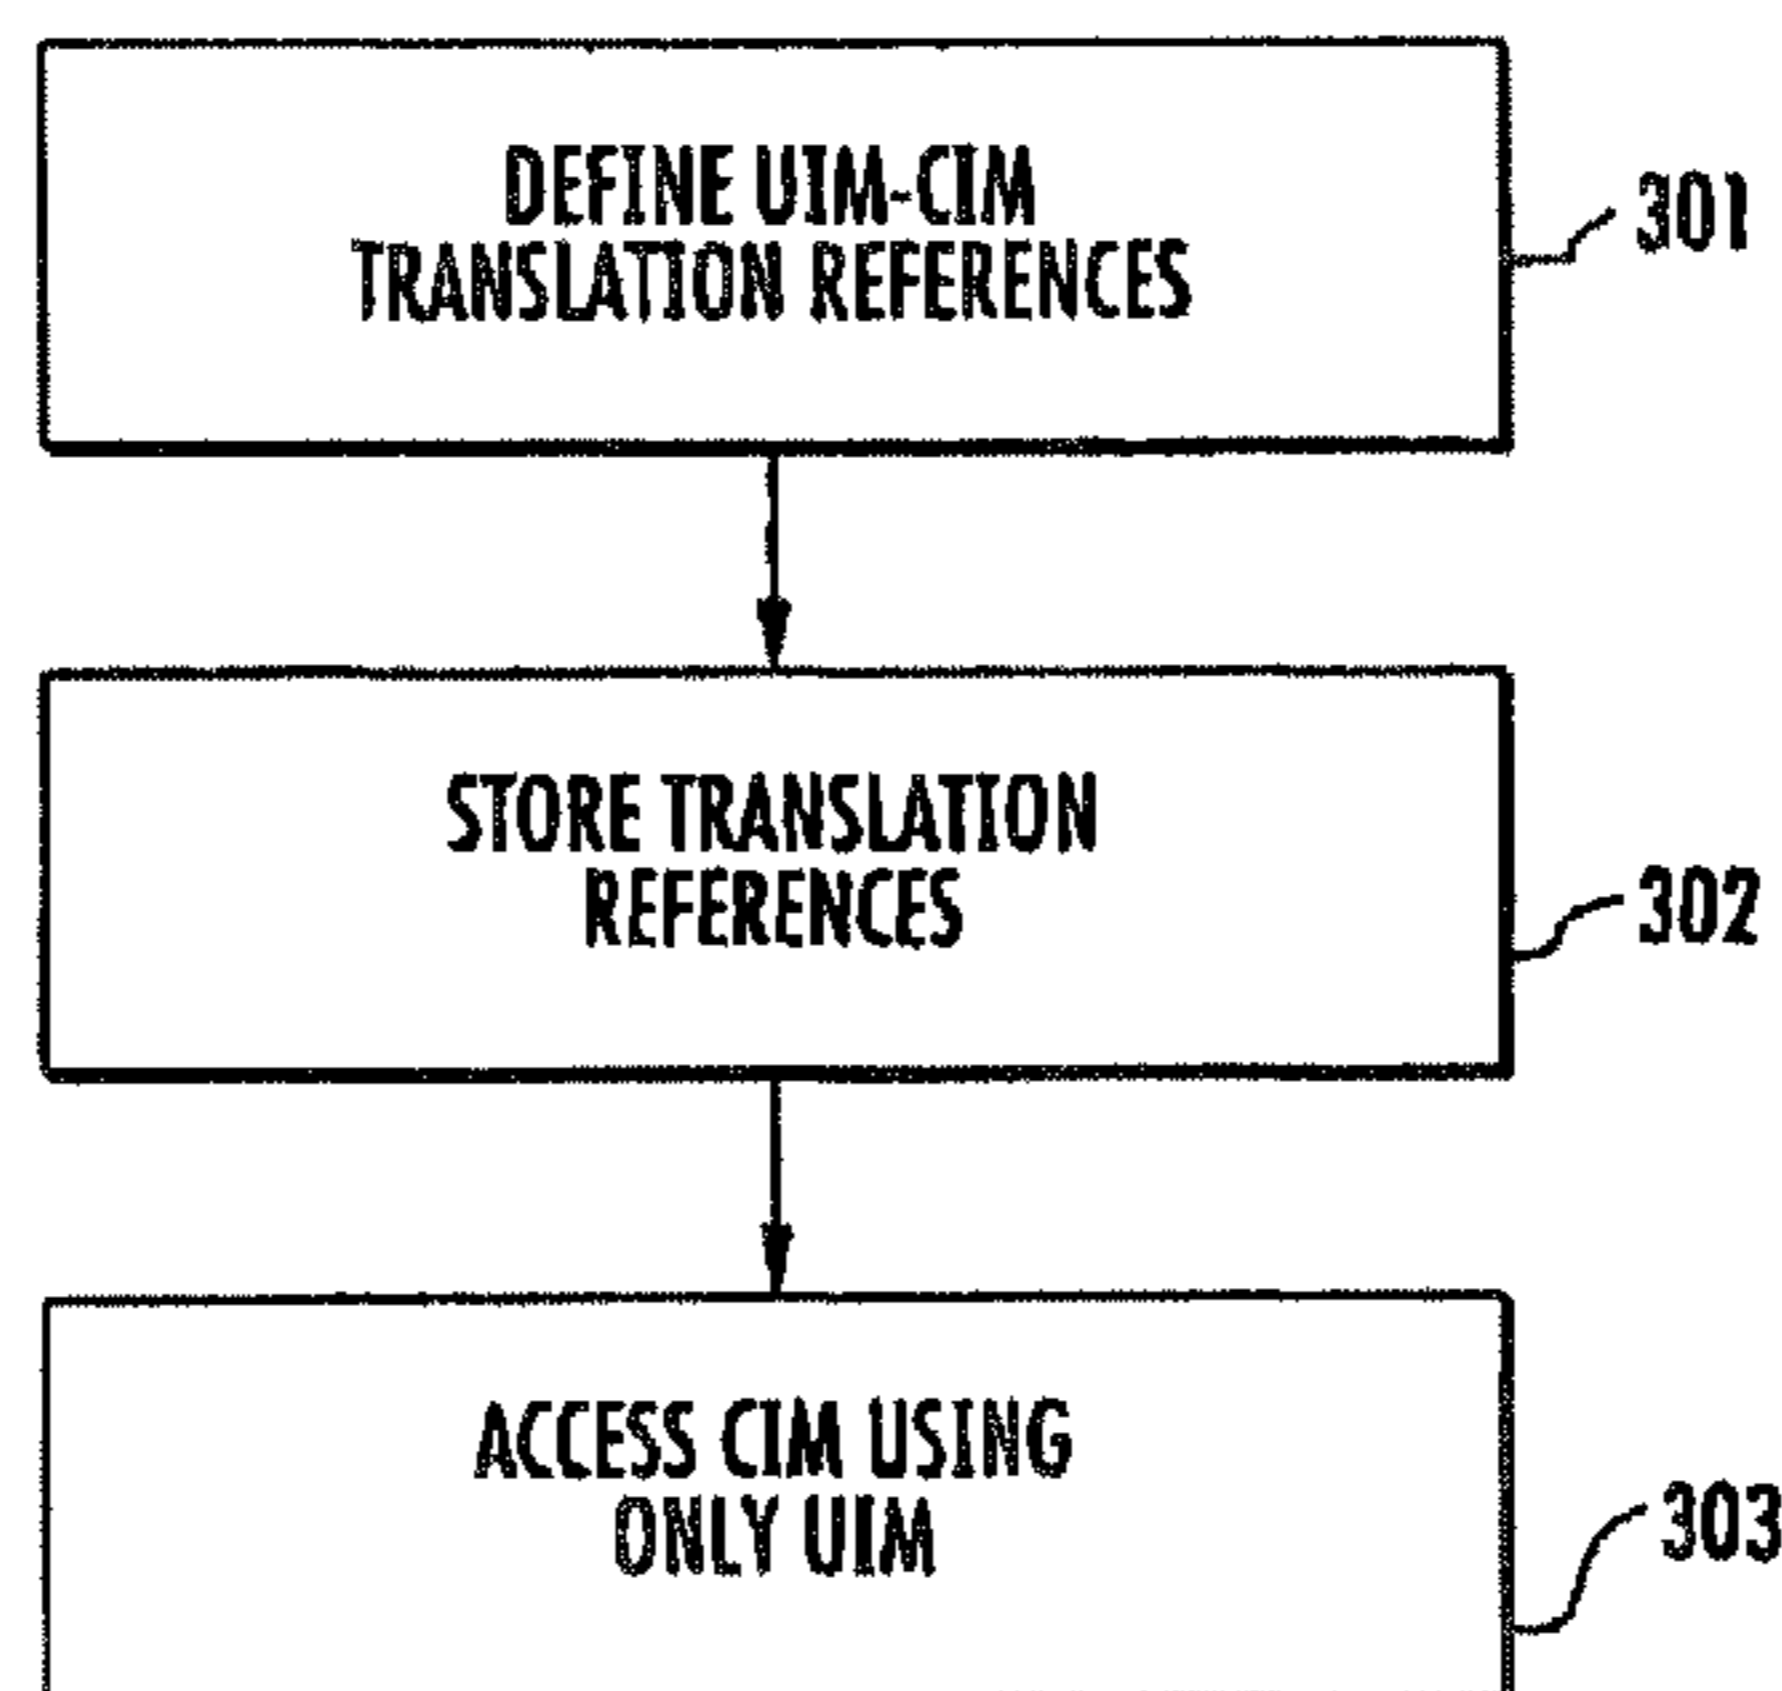 DEFINE UIM-CIM
TRANSLATION REFERENCES
301
STORE TRANSLATION
REFERENCES
302
ACCESS CIM USING
ONLY UIM
303